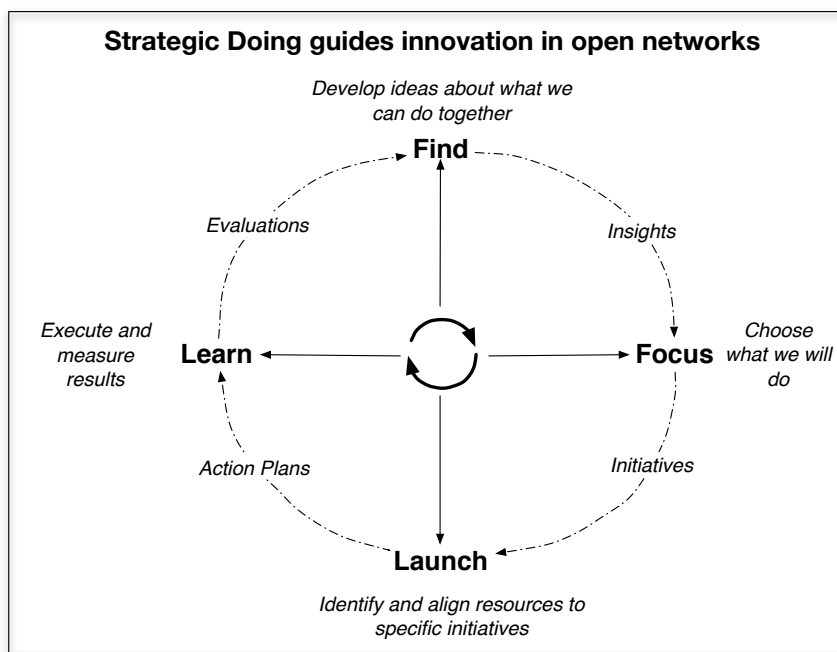 Strategic Doing guides innovation in open networks
Develop ideas about what we
can do together
Find
Evaluations
Insights
Execute and
measure
results
Learn
Focus
Choose
what we will
do
Action Plans
Initiatives
Launch
Identify and align resources to
specific initiatives